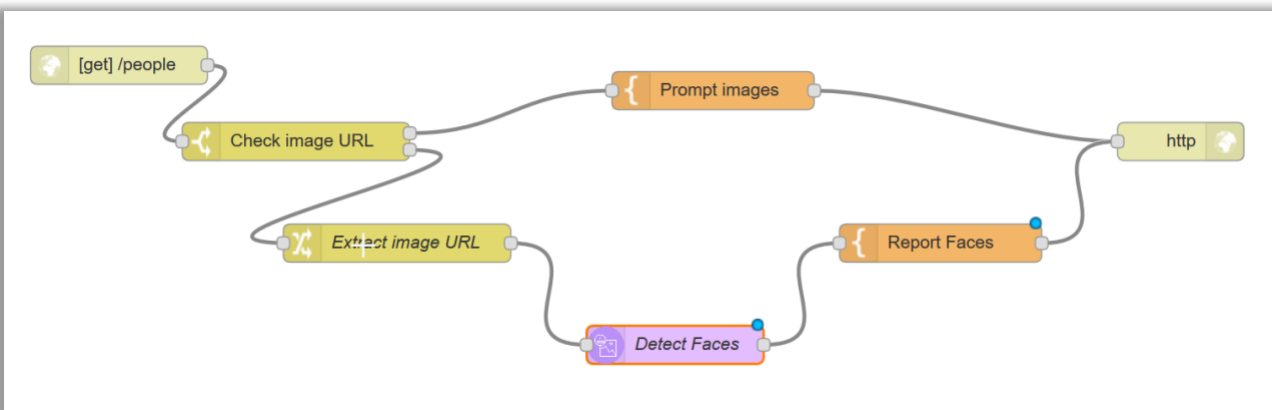 [get] /people
Prompt images
Check image URL
http
Extract image URL
Report Faces
Detect Faces